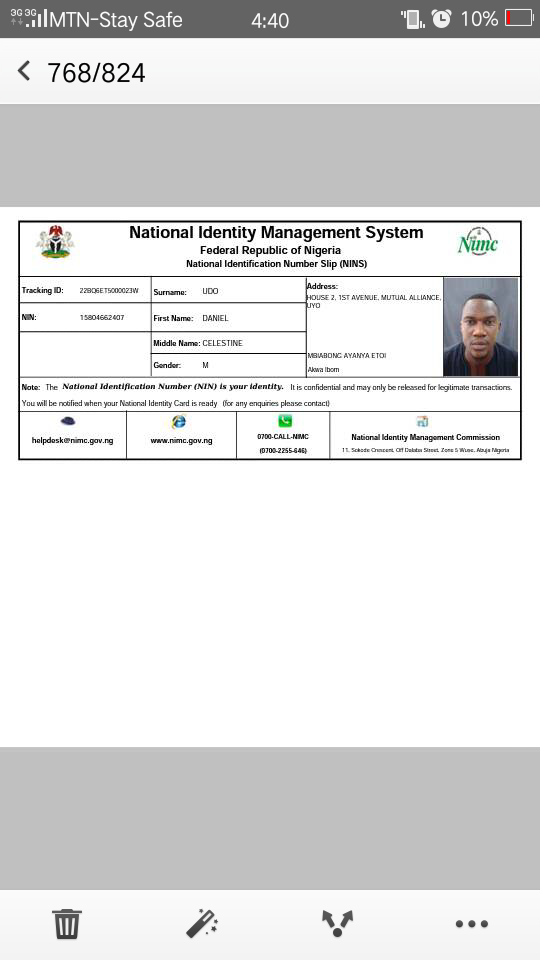 3G 3G MTN-Stay Safe 4:40 10%
768/824
National Identity Management System
Federal Republic of Nigeria
National Identification Number Slip (NINS)
Nimc
Tracking ID: 22BQ6ET5000023W
Surname: UDO
Address:
HOUSE 2, 1ST AVENUE, MUTUAL ALLIANCE,
UYO
NIN: 15804662407
First Name: DANIEL
Middle Name: CELESTINE
MBIABONG AYANYA ETOI
Gender: M
Akwa Ibom
Note: The National Identification Number (NIN) is your identity. It is confidential and may only be released for legitimate transactions.
You will be notified when your National Identity Card is ready (for any enquiries please contact)
helpdesk@nimc.gov.ng
www.nimc.gov.ng
0700-CALL-NIMC
(0700-2255-646)
National Identity Management Commission
11, Sokode Crescent, Off Dalaba Street, Zone 5 Wuse, Abuja Nigeria